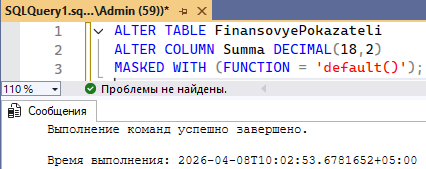 SQLQuery1.sq...\Admin (59))*
1 ALTER TABLE FinansovyePokazateli
2 ALTER COLUMN Summa DECIMAL(18,2)
3 MASKED WITH (FUNCTION = 'default()');
110 % Проблемы не найдены.
Сообщения
Выполнение команд успешно завершено.
Время выполнения: 2026-04-08T10:02:53.6781652+05:00